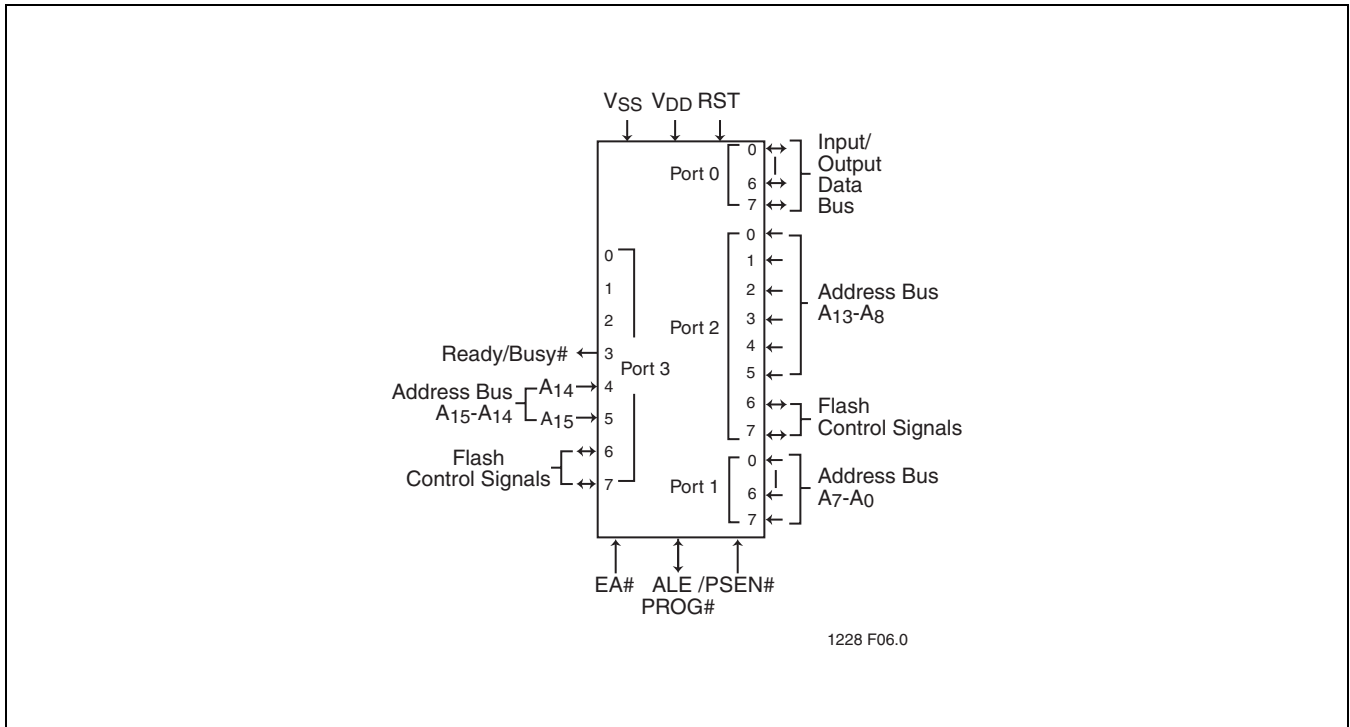 VSS VDD RST
Port 0
0
6
7
Input/
Output
Data
Bus
Port 2
0
1
2
3
4
5
6
7
Address Bus
A13-A8
Flash
Control Signals
Port 1
0
6
7
Address Bus
A7-A0
Port 3
0
1
2
3
4
5
6
7
Ready/Busy#
Address Bus
A15-A14
A14
A15
Flash
Control Signals
EA# ALE /PSEN#
PROG#
1228 F06.0